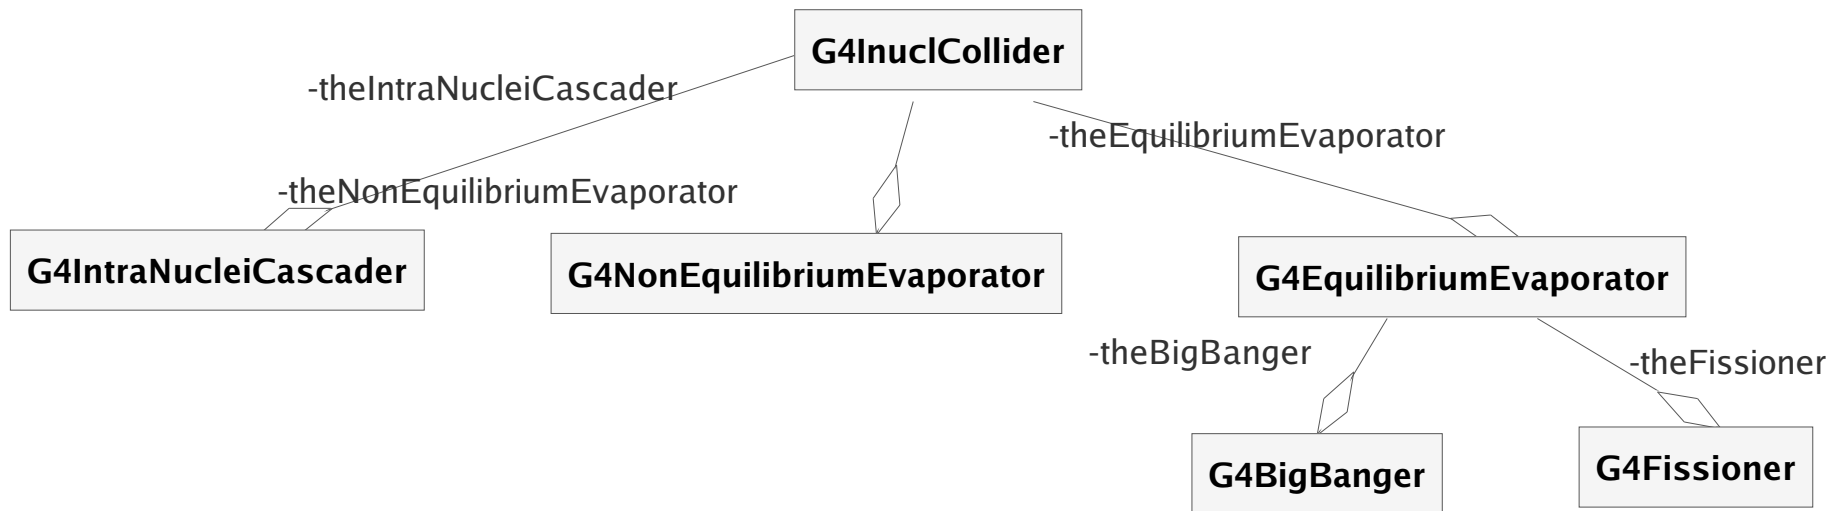 G4InuclCollider
-theIntraNucleiCascader
-theEquilibriumEvaporator
-theNonEquilibriumEvaporator
G4IntraNucleiCascader
G4NonEquilibriumEvaporator
G4EquilibriumEvaporator
-theBigBanger
-theFissioner
G4BigBanger
G4Fissioner